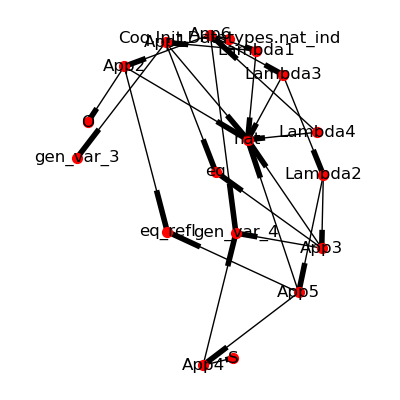 App6
Coq.Init.Datatypes.nat_ind
App1
Lambda1
App2
Lambda3
O
Lambda4
nat
gen_var_3
eq
Lambda2
eq_refl
gen_var_4
App3
App5
App4
S